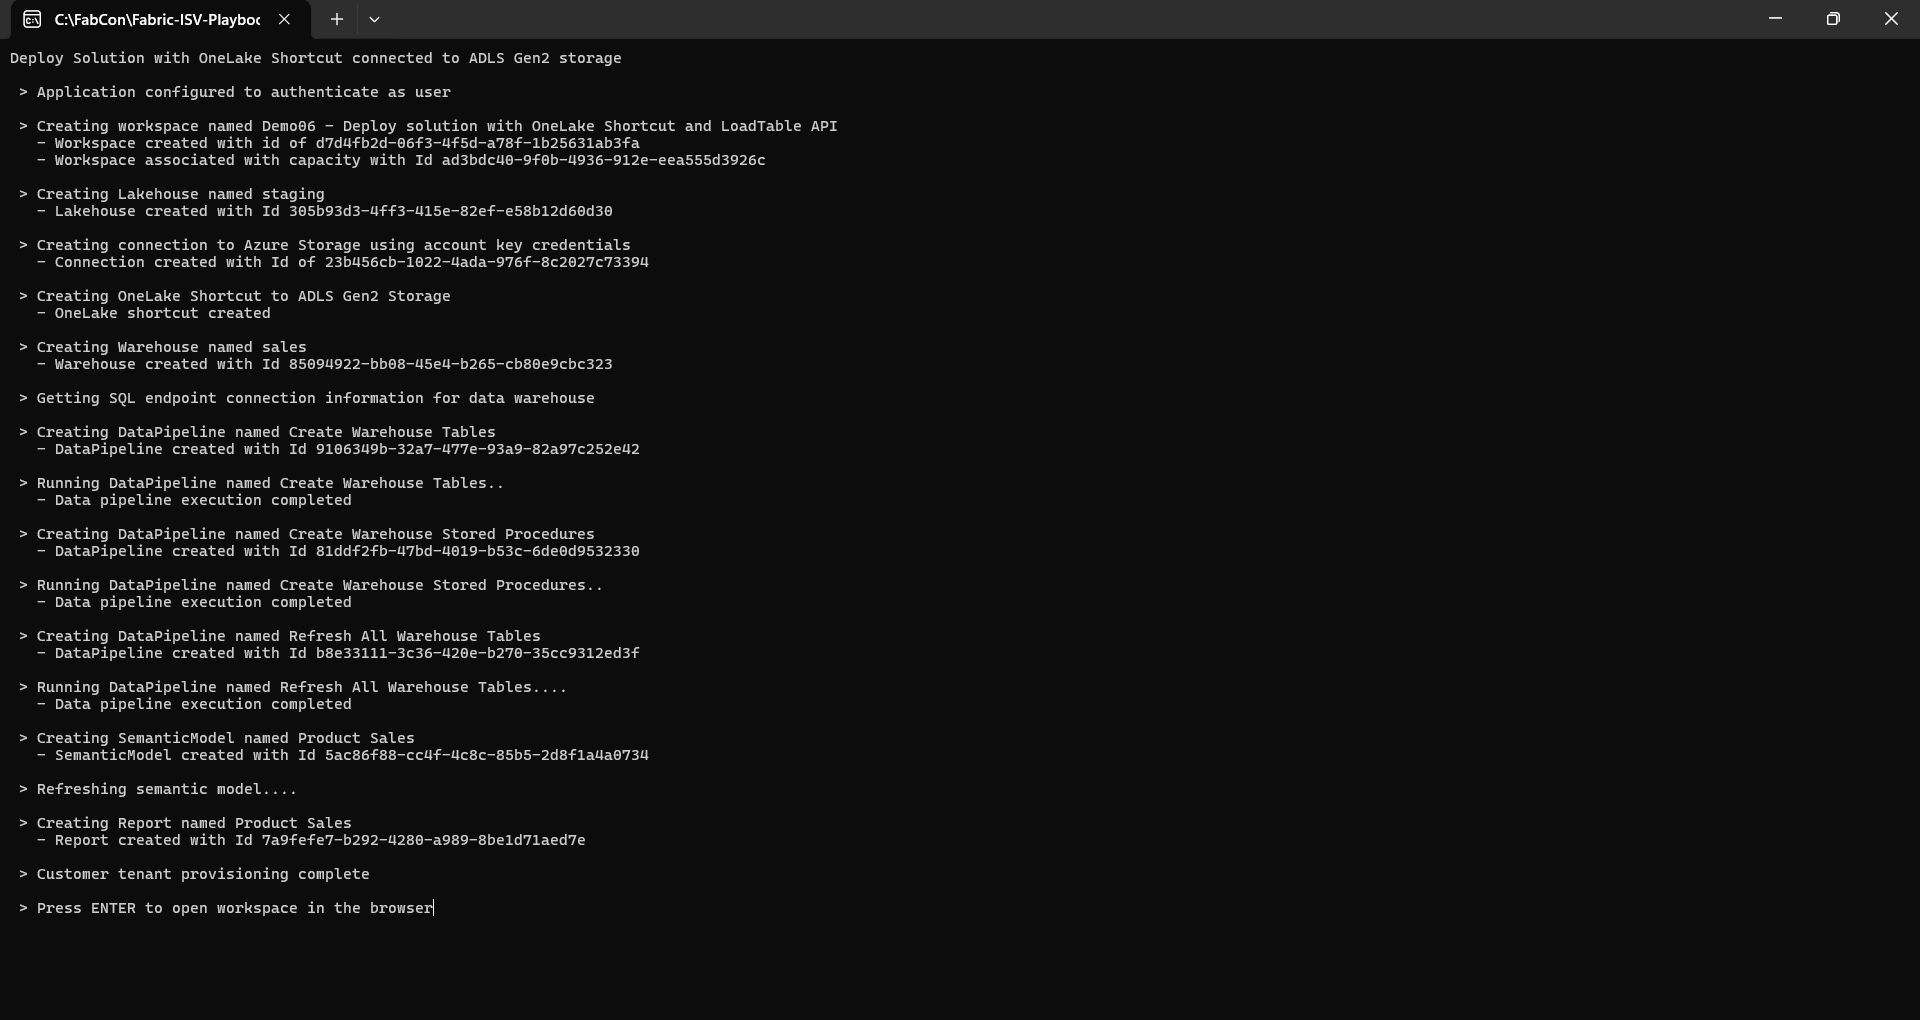 C:\FabCon\Fabric-ISV-Playboo
Deploy Solution with OneLake Shortcut connected to ADLS Gen2 storage
> Application configured to authenticate as user
> Creating workspace named Demo06 - Deploy solution with OneLake Shortcut and LoadTable API
- Workspace created with id of d7d4fb2d-06f3-4f5d-a78f-1b25631ab3fa
- Workspace associated with capacity with Id ad3bdc40-9f0b-4936-912e-eea555d3926c
> Creating Lakehouse named staging
- Lakehouse created with Id 305b93d3-4ff3-415e-82ef-e58b12d60d30
> Creating connection to Azure Storage using account key credentials
- Connection created with Id of 23b456cb-1022-4ada-976f-8c2027c73394
> Creating OneLake Shortcut to ADLS Gen2 Storage
- OneLake shortcut created
> Creating Warehouse named sales
- Warehouse created with Id 85094922-bb08-45e4-b265-cb80e9cbc323
> Getting SQL endpoint connection information for data warehouse
> Creating DataPipeline named Create Warehouse Tables
- DataPipeline created with Id 9106349b-32a7-477e-93a9-82a97c252e42
> Running DataPipeline named Create Warehouse Tables..
- Data pipeline execution completed
> Creating DataPipeline named Create Warehouse Stored Procedures
- DataPipeline created with Id 81ddf2fb-47bd-4019-b53c-6de0d9532330
> Running DataPipeline named Create Warehouse Stored Procedures..
- Data pipeline execution completed
> Creating DataPipeline named Refresh All Warehouse Tables
- DataPipeline created with Id b8e33111-3c36-420e-b270-35cc9312ed3f
> Running DataPipeline named Refresh All Warehouse Tables....
- Data pipeline execution completed
> Creating SemanticModel named Product Sales
- SemanticModel created with Id 5ac86f88-cc4f-4c8c-85b5-2d8f1a4a0734
> Refreshing semantic model....
> Creating Report named Product Sales
- Report created with Id 7a9fefe7-b292-4280-a989-8be1d71aed7e
> Customer tenant provisioning complete
> Press ENTER to open workspace in the browser